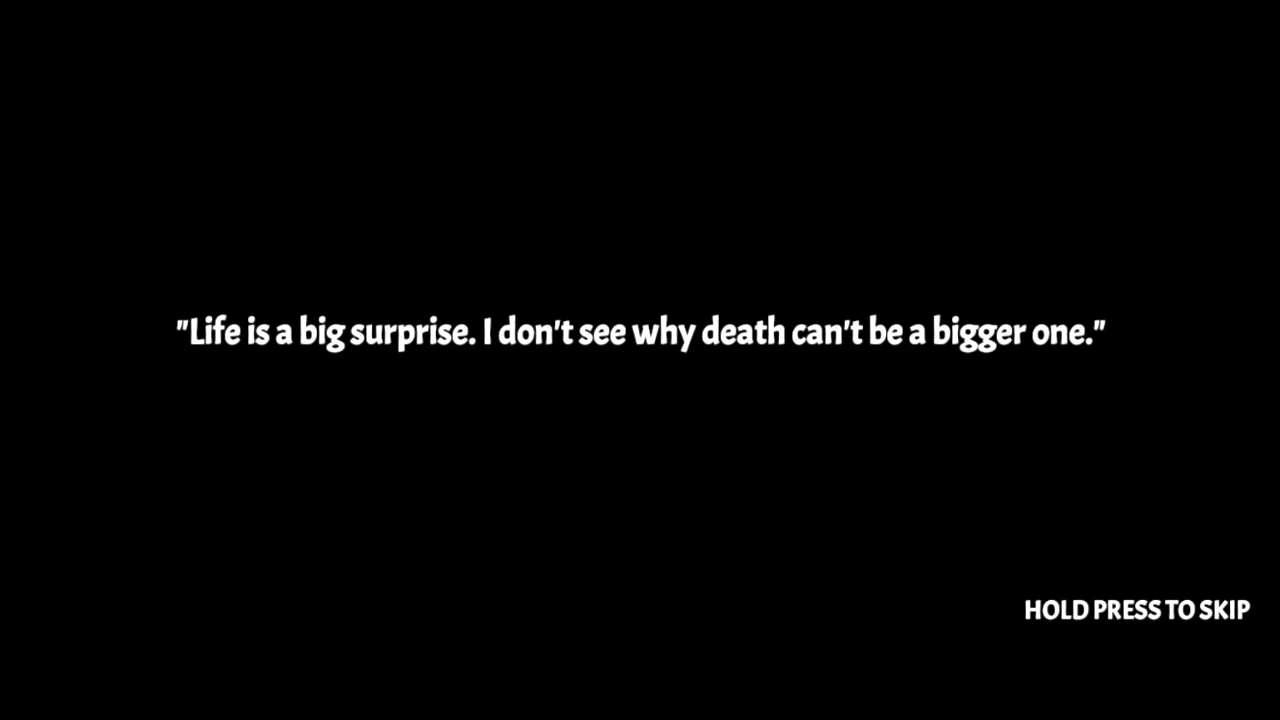 "Life is a big surprise. I don't see why death can't be a bigger one."
HOLD PRESS TO SKIP